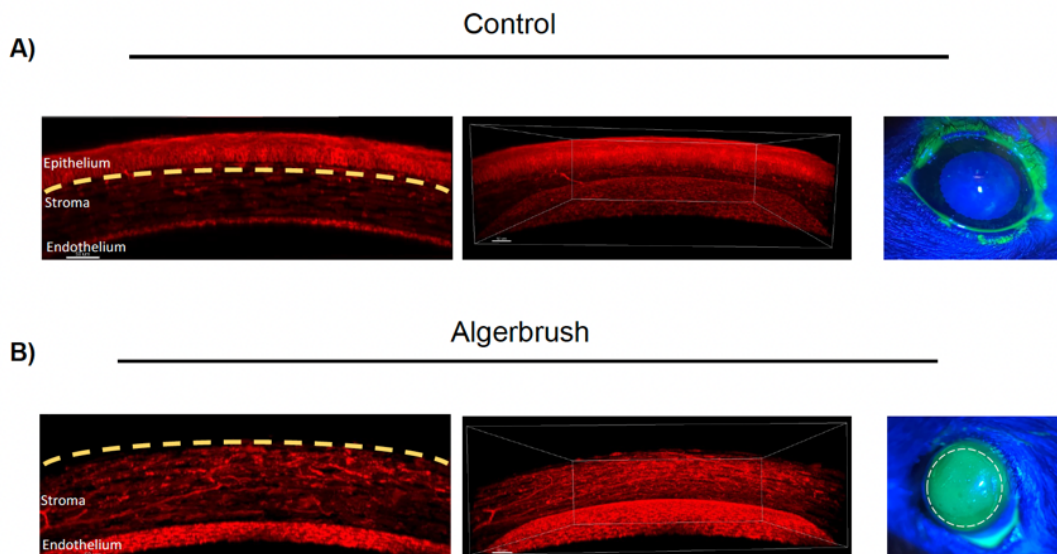 Control
A)
Epithelium
Stroma
Endothelium
Algerbrush
B)
Stroma
Endothelium